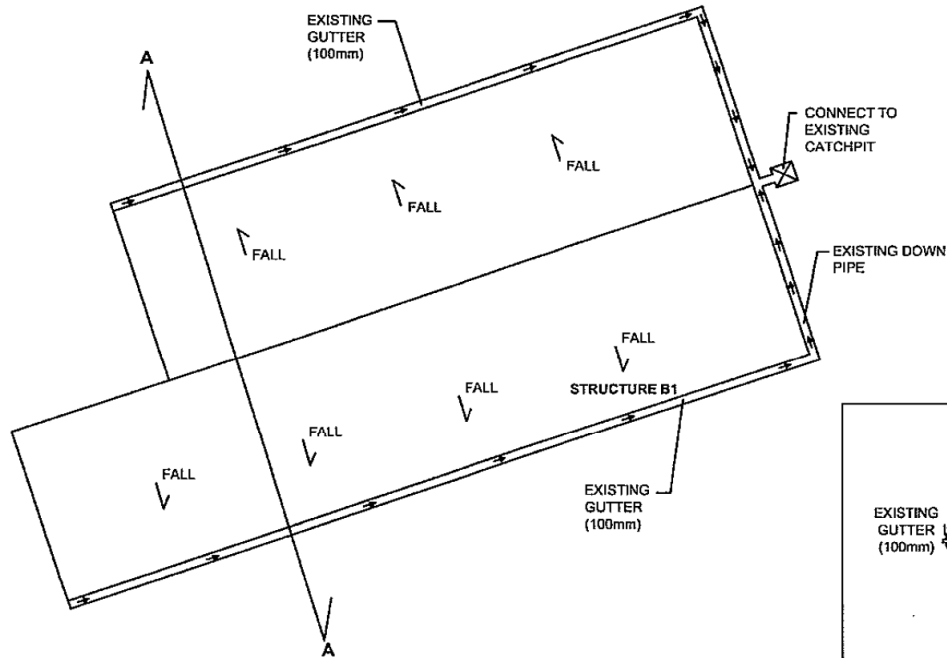 EXISTING
GUTTER
(100mm)
A
CONNECT TO
EXISTING
CATCHPIT
FALL
FALL
FALL
EXISTING DOWN
PIPE
FALL
STRUCTURE B1
FALL
FALL
FALL
EXISTING
GUTTER
(100mm)
EXISTING
GUTTER
(100mm)
A